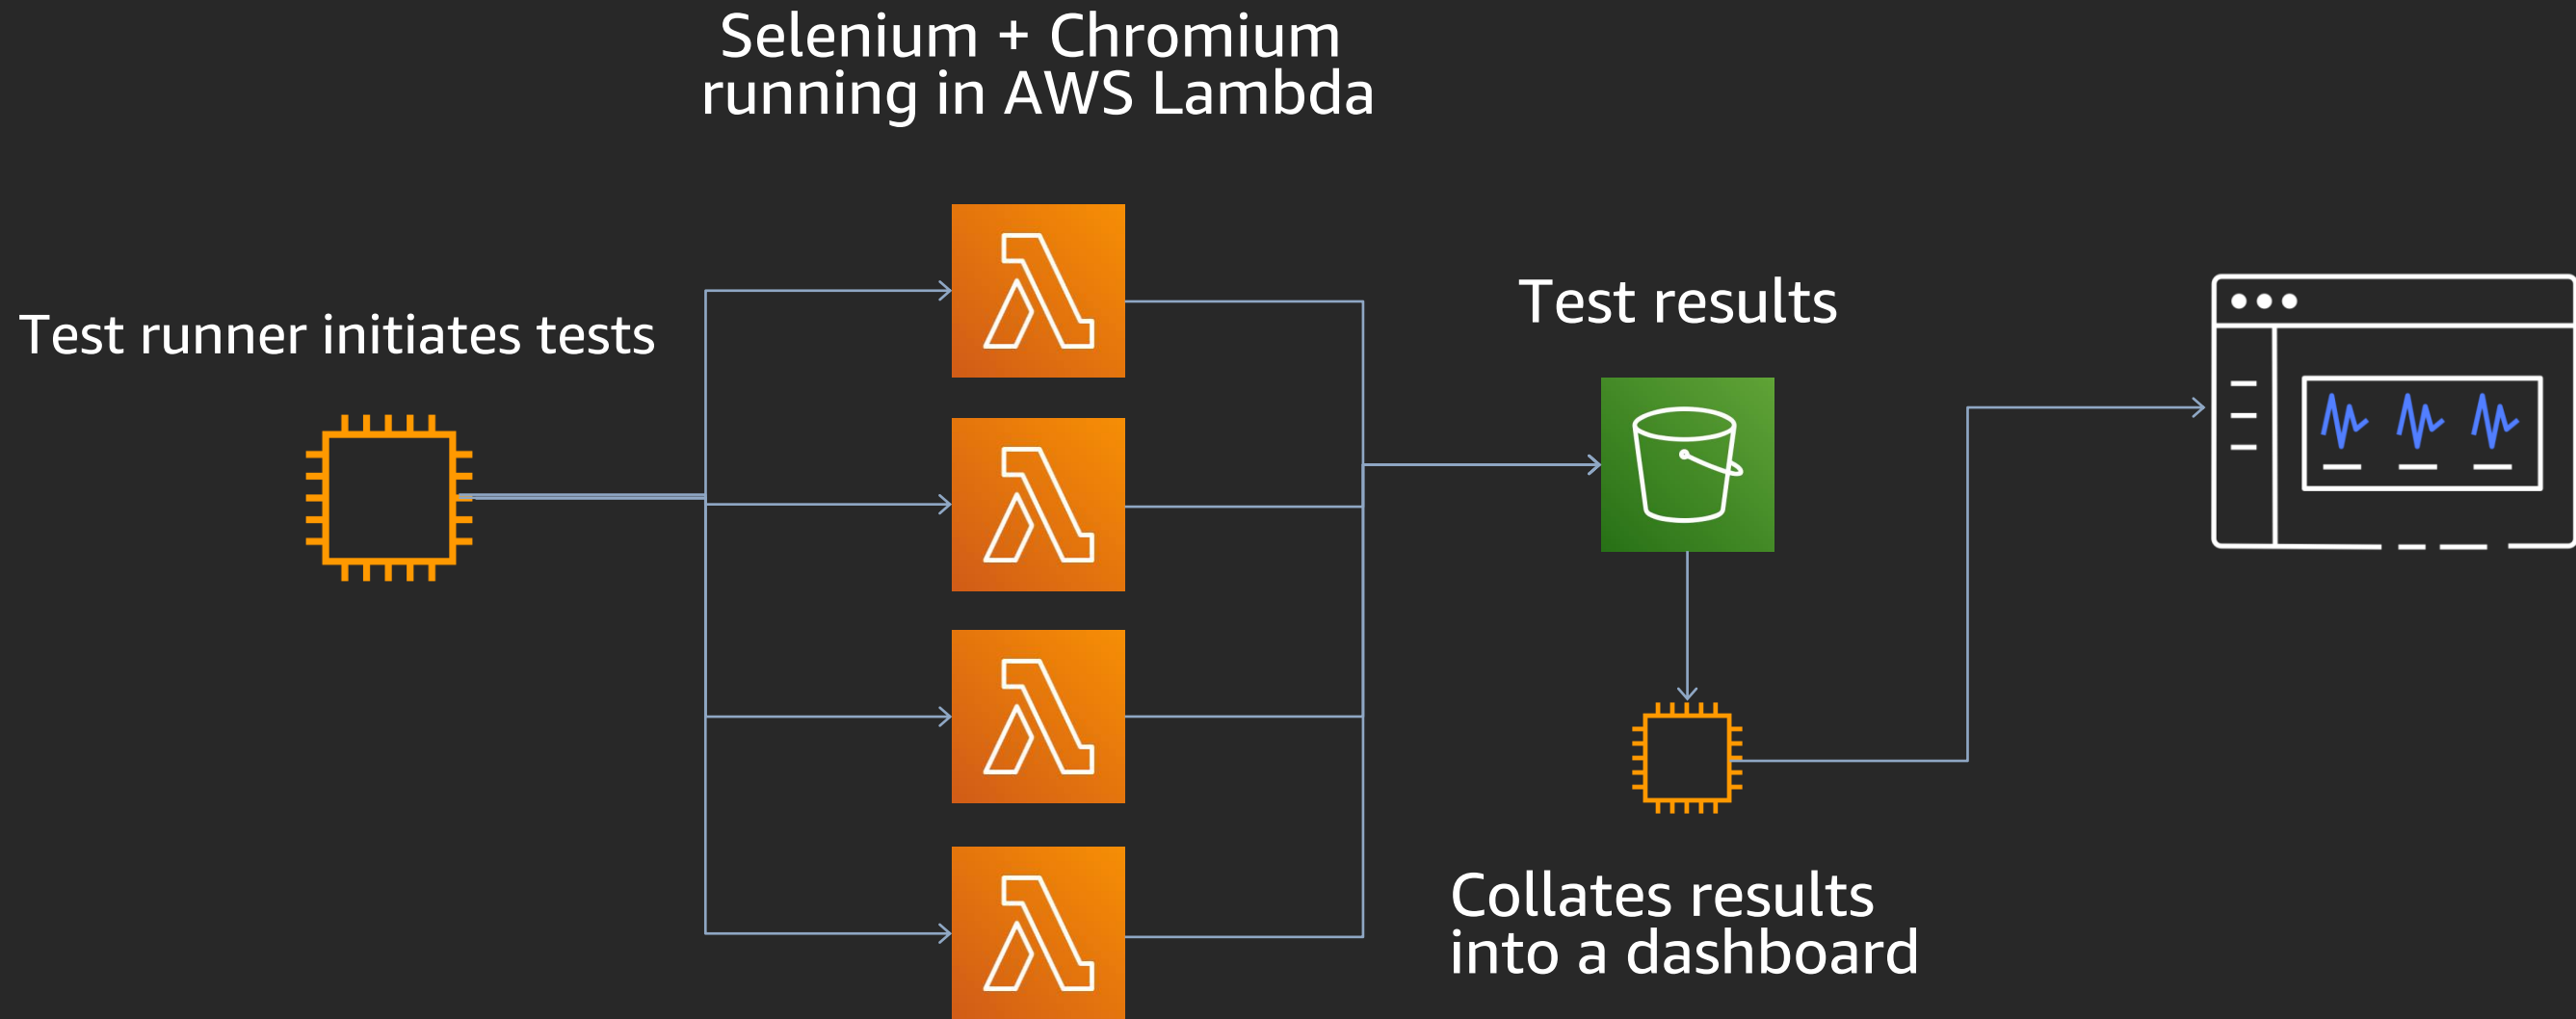 Selenium + Chromium
running in AWS Lambda
Test runner initiates tests
Test results
Collates results
into a dashboard